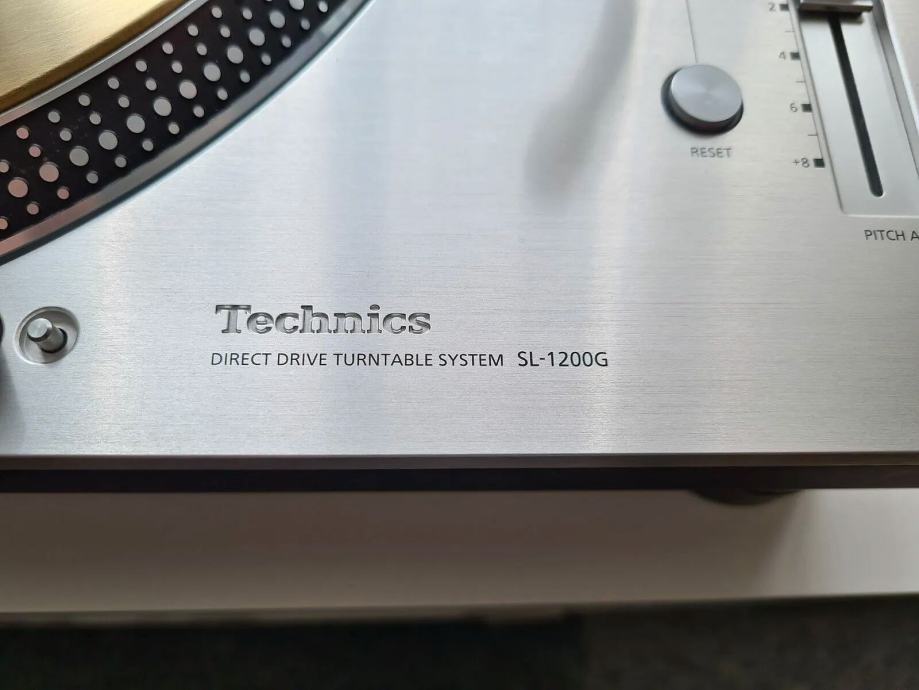 2
4
6
+8
RESET
PITCH A
Technics
DIRECT DRIVE TURNTABLE SYSTEM SL-1200G